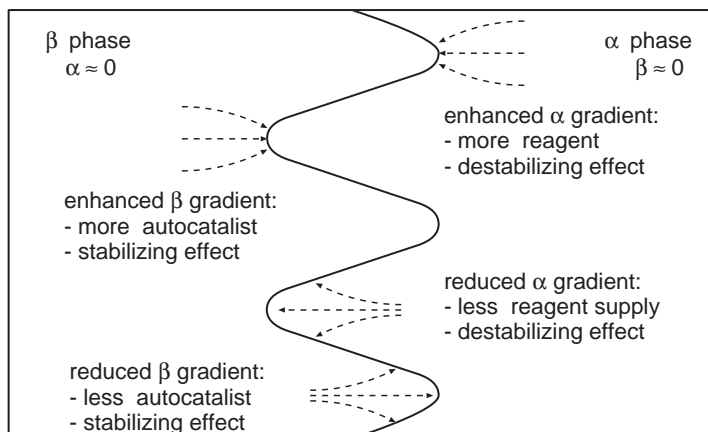 β phase
α ≈ 0
α phase
β ≈ 0
enhanced α gradient:
- more reagent
- destabilizing effect
enhanced β gradient:
- more autocatalist
- stabilizing effect
reduced α gradient:
- less reagent supply
- destabilizing effect
reduced β gradient:
- less autocatalist
- stabilizing effect